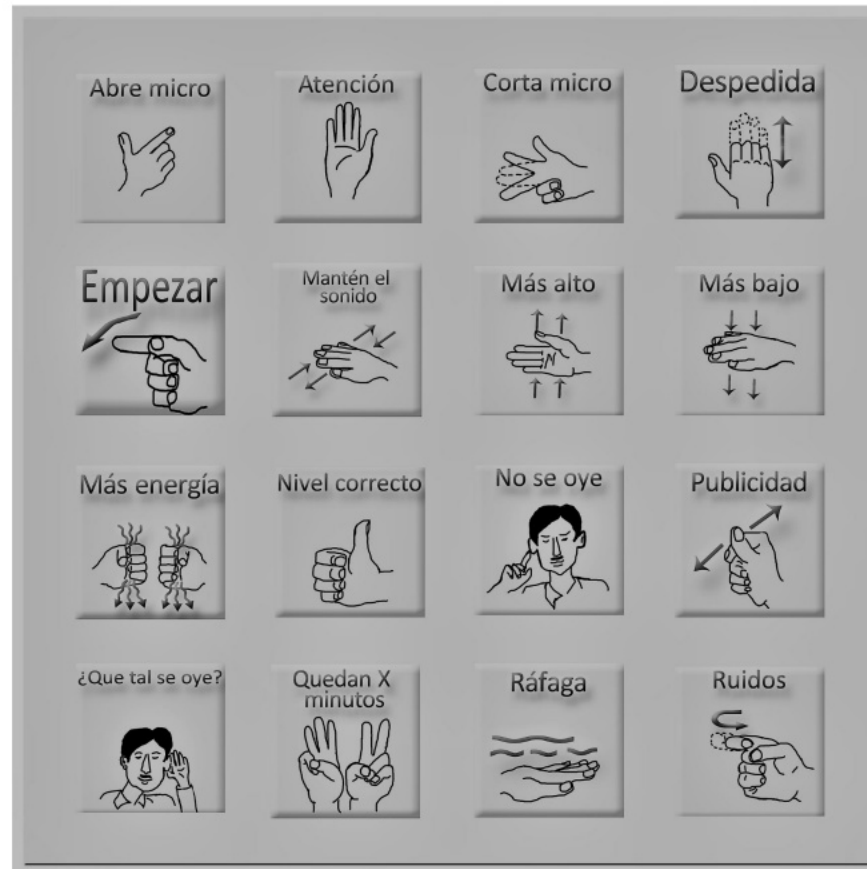 Abre micro
Atención
Corta micro
Despedida
Empezar
Mantén el
sonido
Más alto
Más bajo
Más energía
Nivel correcto
No se oye
Publicidad
¿Que tal se oye?
Quedan X
minutos
Ráfaga
Ruidos